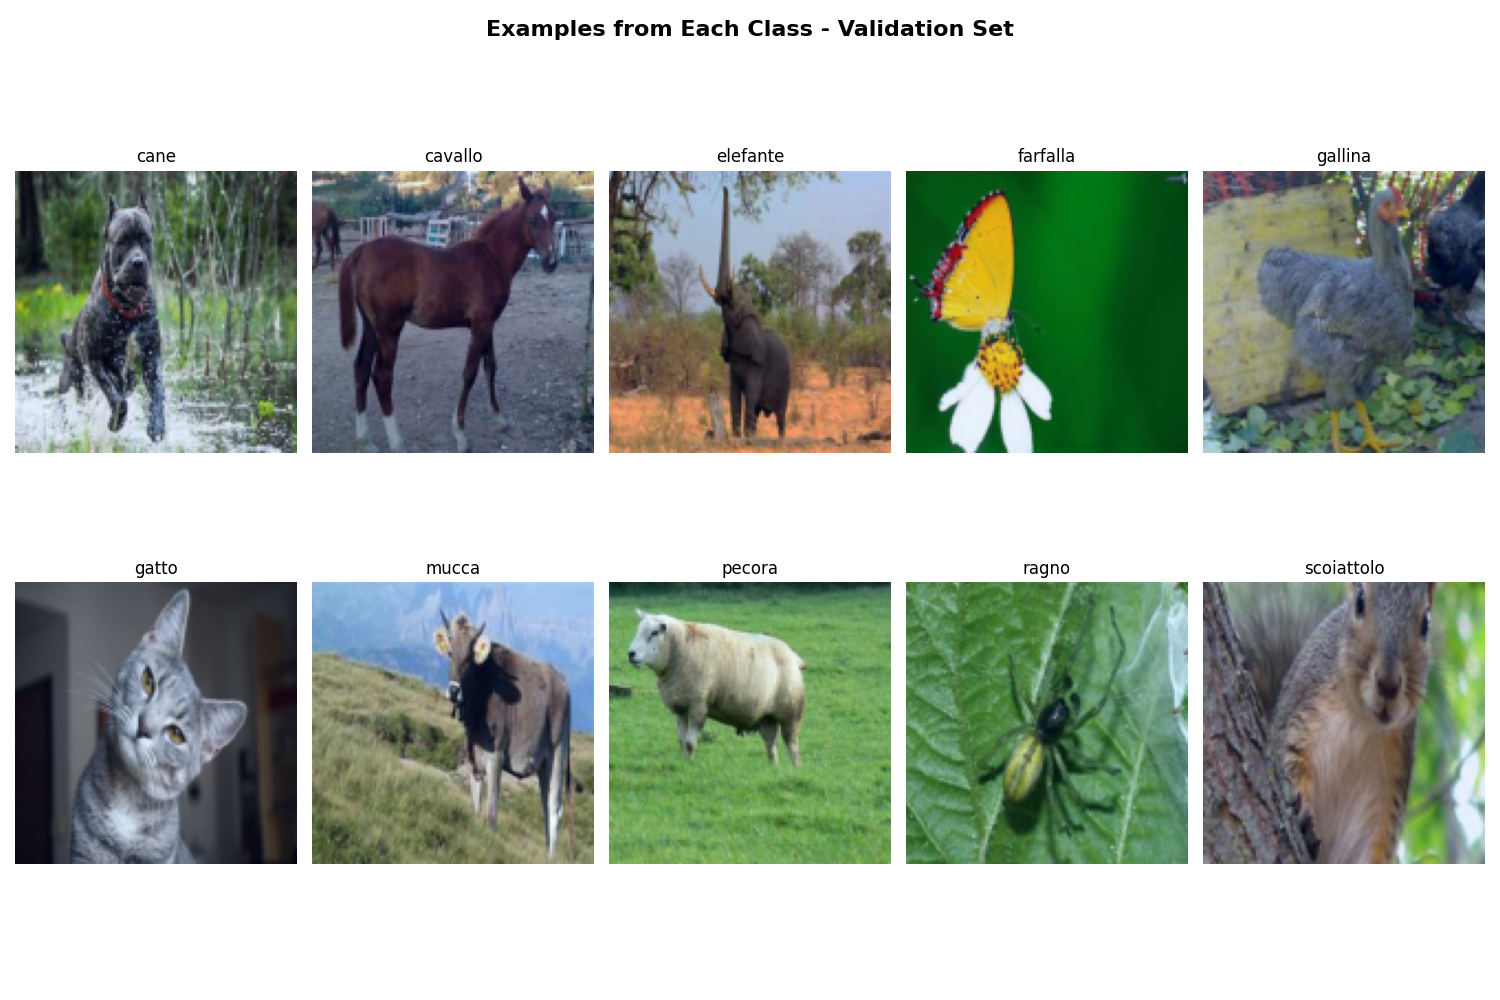 Examples from Each Class - Validation Set
cane
cavallo
elefante
farfalla
gallina
gatto
mucca
pecora
ragno
scoiattolo